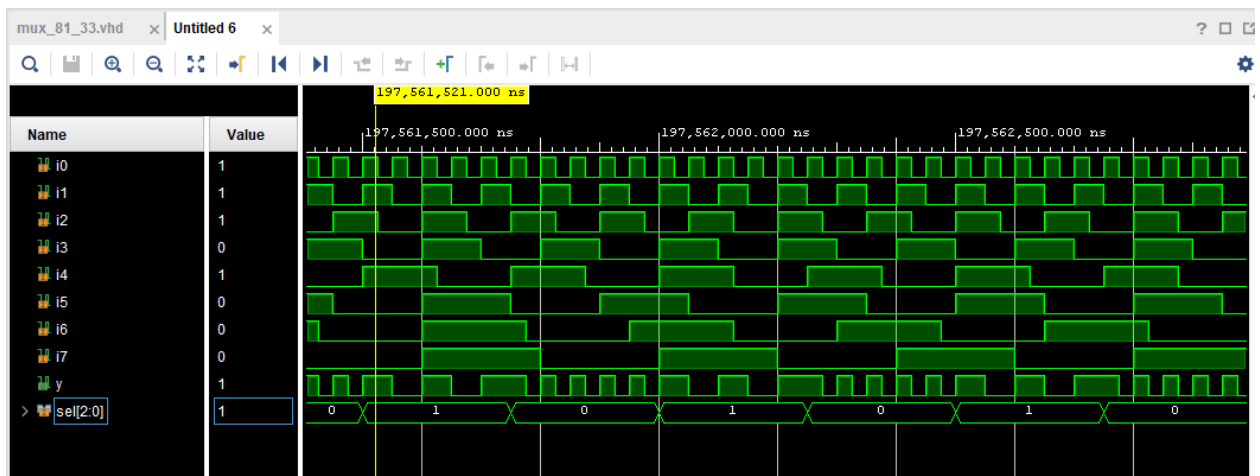 mux_81_33.vhd × Untitled 6 × ?
197,561,521.000 ns
Name Value
197,561,500.000 ns 197,562,000.000 ns 197,562,500.000 ns
i0 1
i1 1
i2 1
i3 0
i4 1
i5 0
i6 0
i7 0
y 1
> sel[2:0] 1 0 1 0 1 0 1 0